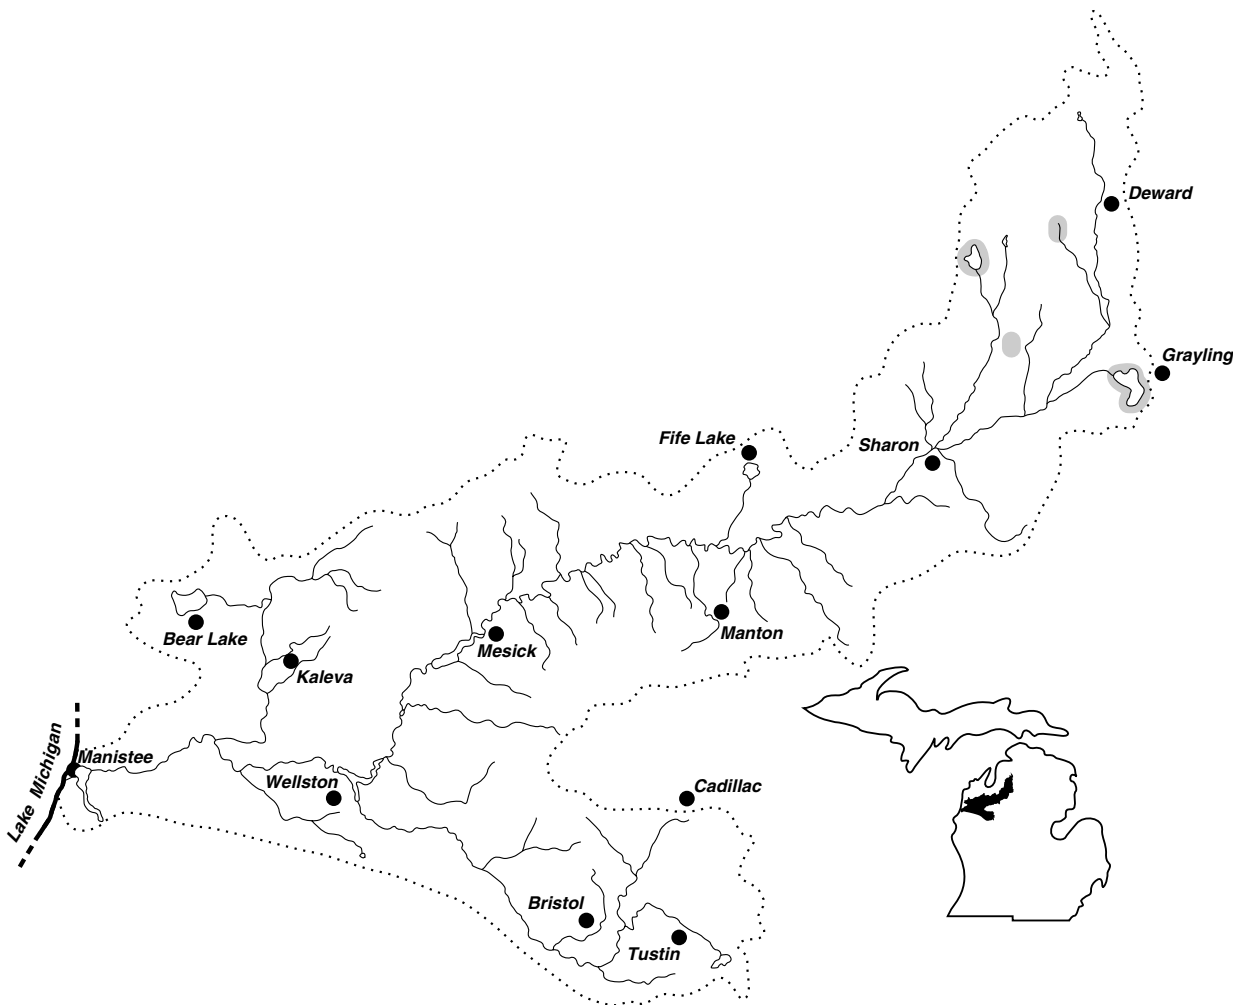 Deward
Grayling
Fife Lake
Sharon
Bear Lake
Kaleva
Mesick
Manton
Lake Michigan
Manistee
Wellston
Cadillac
Bristol
Tustin